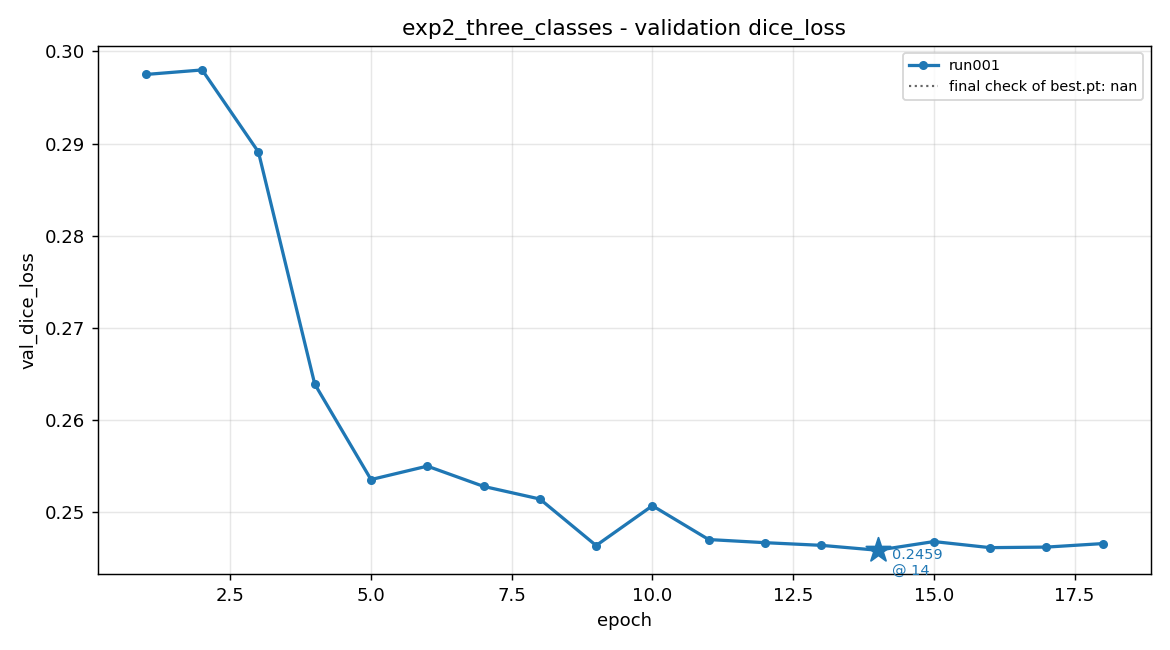 exp2_three_classes - validation dice_loss
run001
final check of best.pt: nan
val_dice_loss
0.30
0.29
0.28
0.27
0.26
0.25
0.2459
@ 14
2.5 5.0 7.5 10.0 12.5 15.0 17.5
epoch